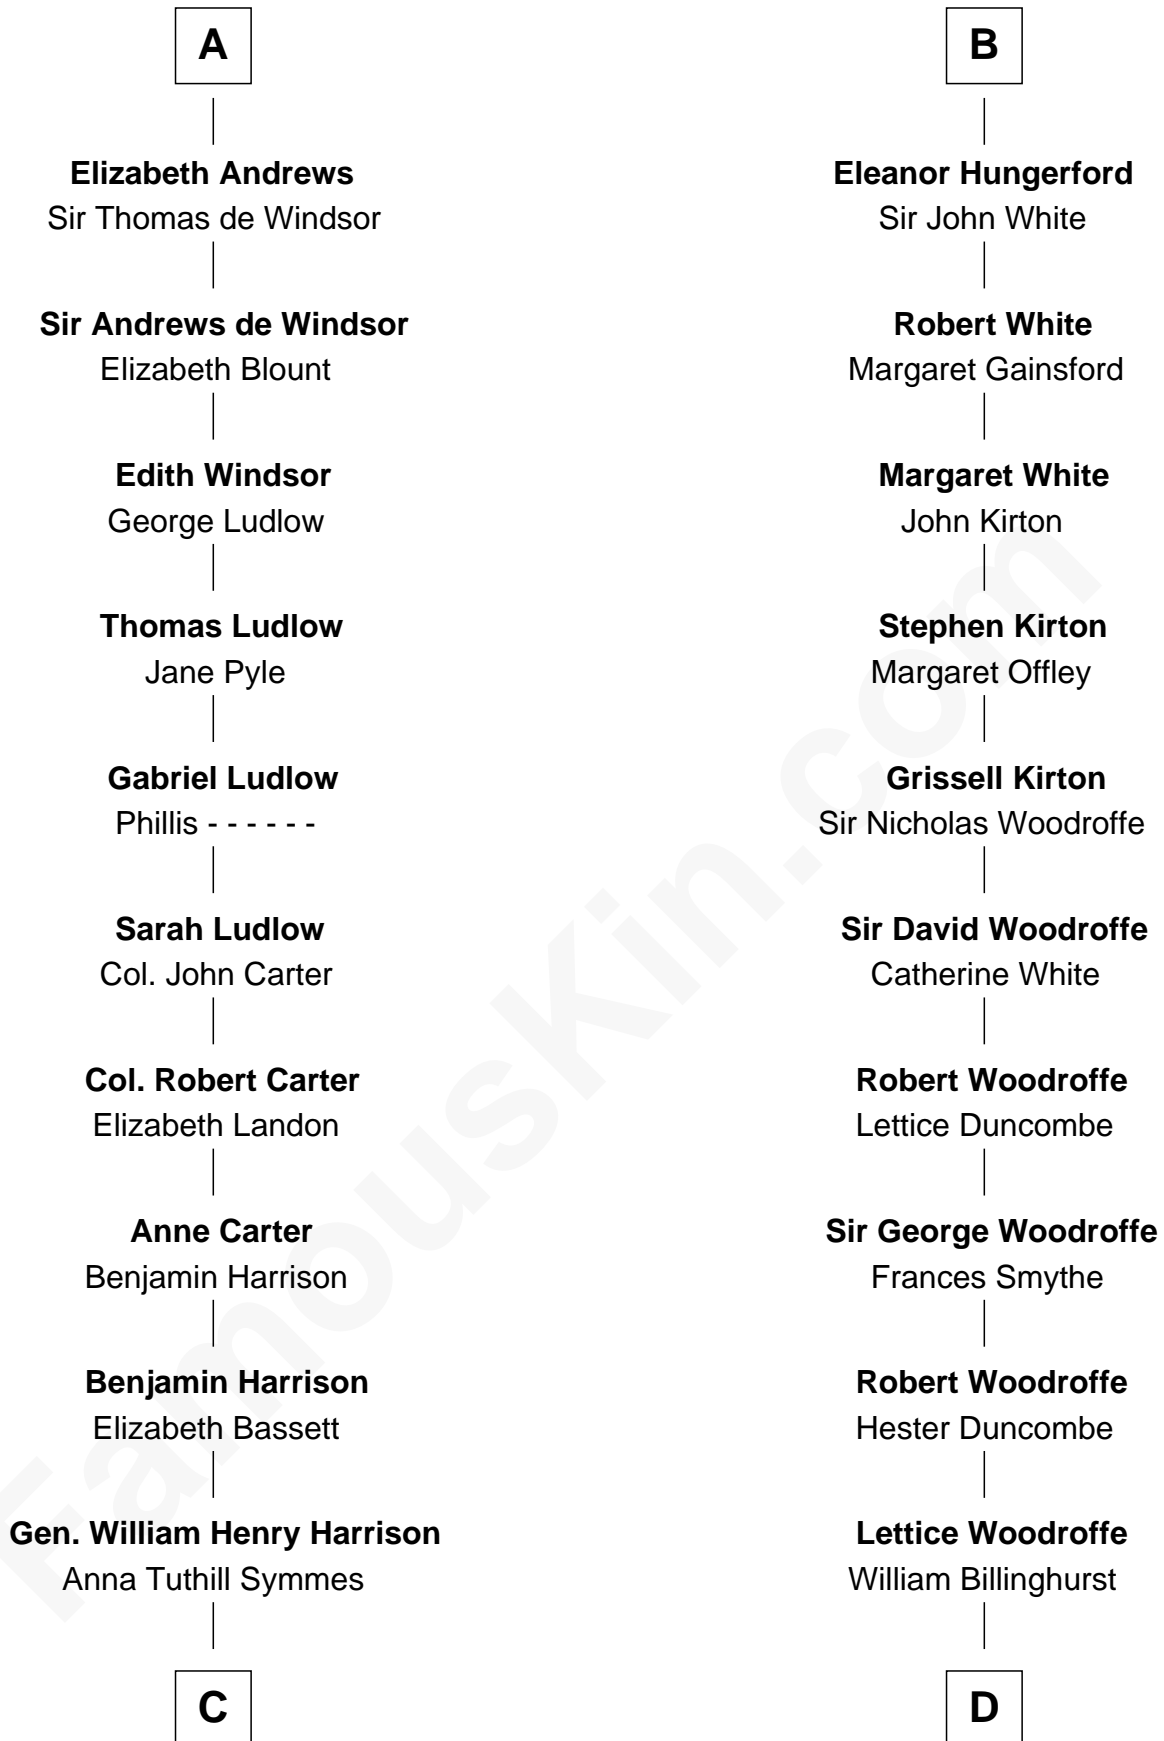 A
Elizabeth Andrews
Sir Thomas de Windsor
Sir Andrews de Windsor
Elizabeth Blount
Edith Windsor
George Ludlow
Thomas Ludlow
Jane Pyle
Gabriel Ludlow
Phillis - - - - - -
Sarah Ludlow
Col. John Carter
Col. Robert Carter
Elizabeth Landon
Anne Carter
Benjamin Harrison
Benjamin Harrison
Elizabeth Bassett
Gen. William Henry Harrison
Anna Tuthill Symmes
C
B
Eleanor Hungerford
Sir John White
Robert White
Margaret Gainsford
Margaret White
John Kirton
Stephen Kirton
Margaret Offley
Grissell Kirton
Sir Nicholas Woodroffe
Sir David Woodroffe
Catherine White
Robert Woodroffe
Lettice Duncombe
Sir George Woodroffe
Frances Smythe
Robert Woodroffe
Hester Duncombe
Lettice Woodroffe
William Billinghurst
D
FamousKin.com